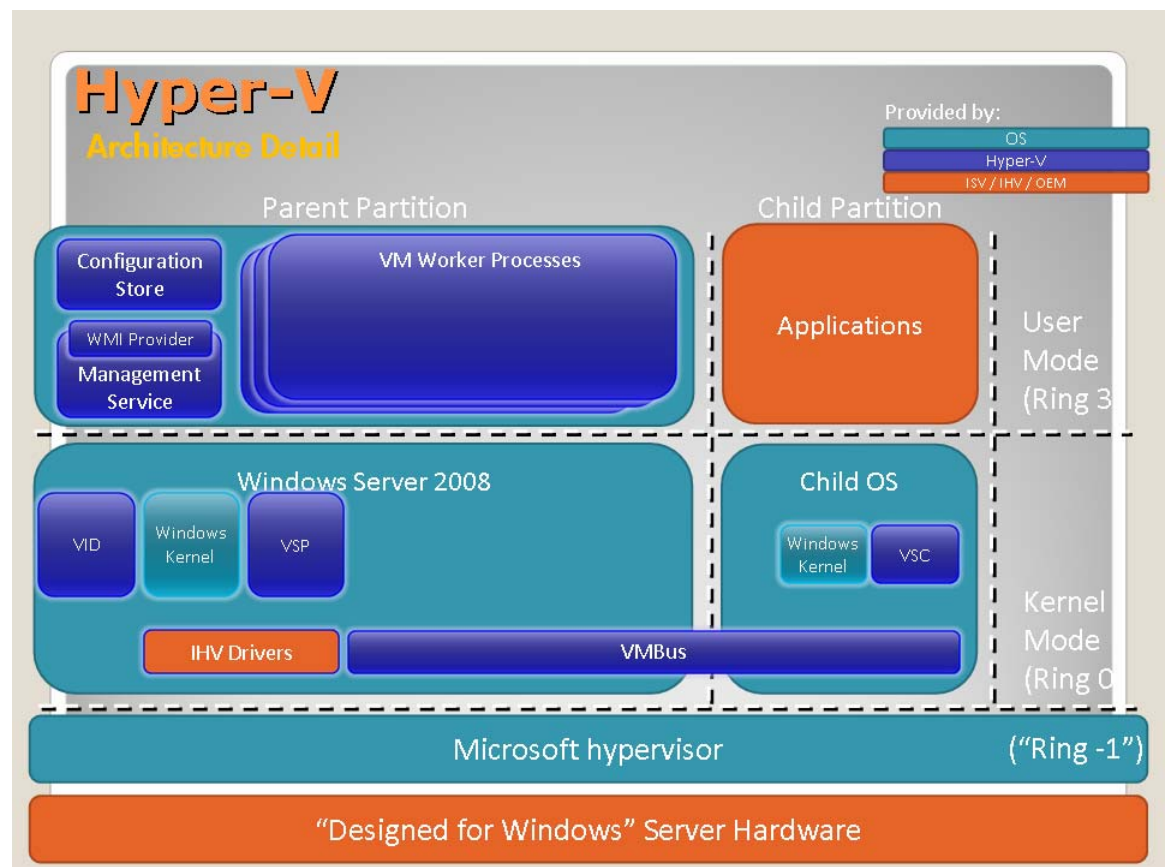 Hyper-V
Architecture Detail
Provided by:
OS
Hyper-V
ISV / IHV / OEM
Parent Partition
Child Partition
Configuration
Store
WMI Provider
Management
Service
VM Worker Processes
Applications
User
Mode
(Ring 3
Windows Server 2008
VID
Windows
Kernel
VSP
IHV Drivers
VMBus
Child OS
Windows
Kernel
VSC
Kernel
Mode
(Ring 0
Microsoft hypervisor
(“Ring -1”)
“Designed for Windows” Server Hardware